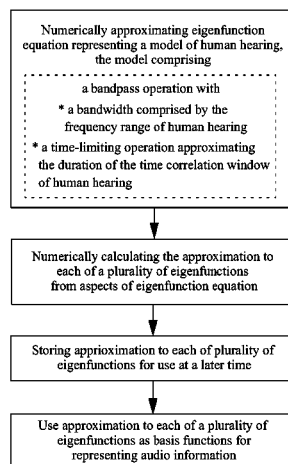 Numerically approximating eigenfunction
equation representing a model of human hearing,
the model comprising
a bandpass operation with
* a bandwidth comprised by the
frequency range of human hearing
* a time-limiting operation approximating
the duration of the time correlation window
of human hearing
Numerically calculating the approximation to
each of a plurality of eigenfunctions
from aspects of eigenfunction equation
Storing approximation to each of plurality of
eigenfunctions for use at a later time
Use approximation to each of a plurality of
eigenfunctions as basis functions for
representing audio information